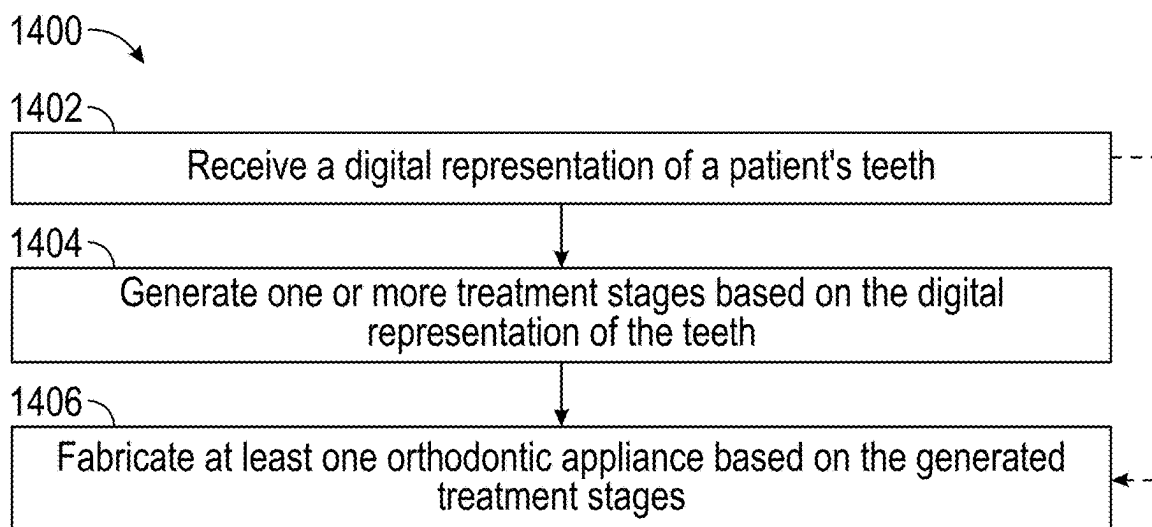 1400
1402
Receive a digital representation of a patient's teeth
1404
Generate one or more treatment stages based on the digital
representation of the teeth
1406
Fabricate at least one orthodontic appliance based on the generated
treatment stages